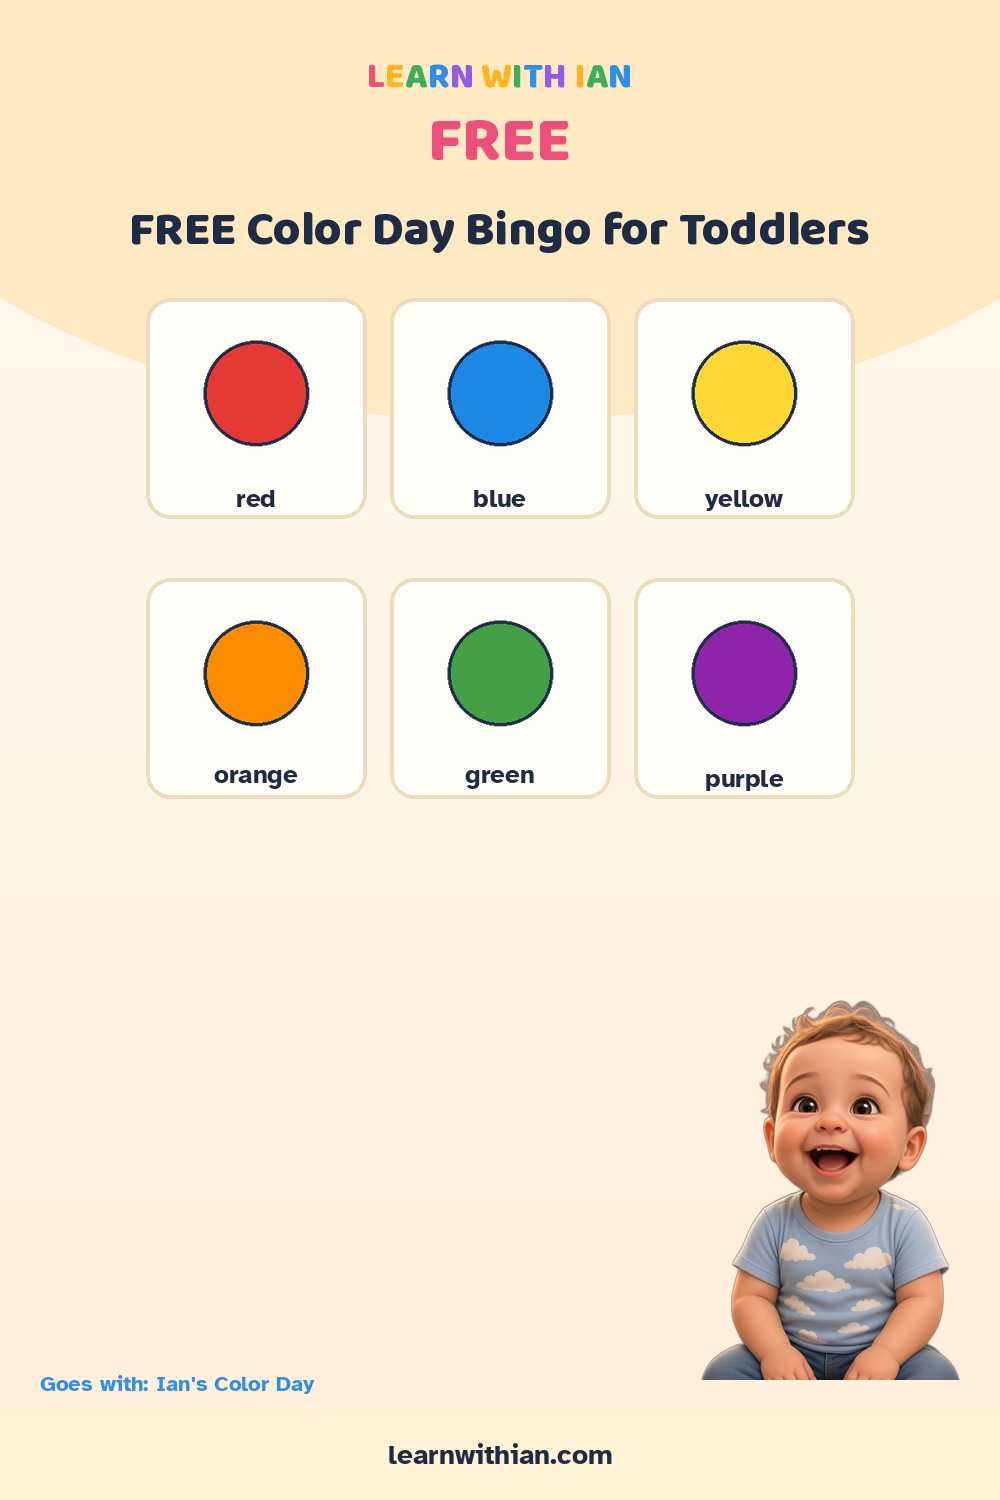 LEARN WITH IAN
FREE
FREE Color Day Bingo for Toddlers
red
blue
yellow
orange
green
purple
Goes with: Ian's Color Day
learnwithian.com